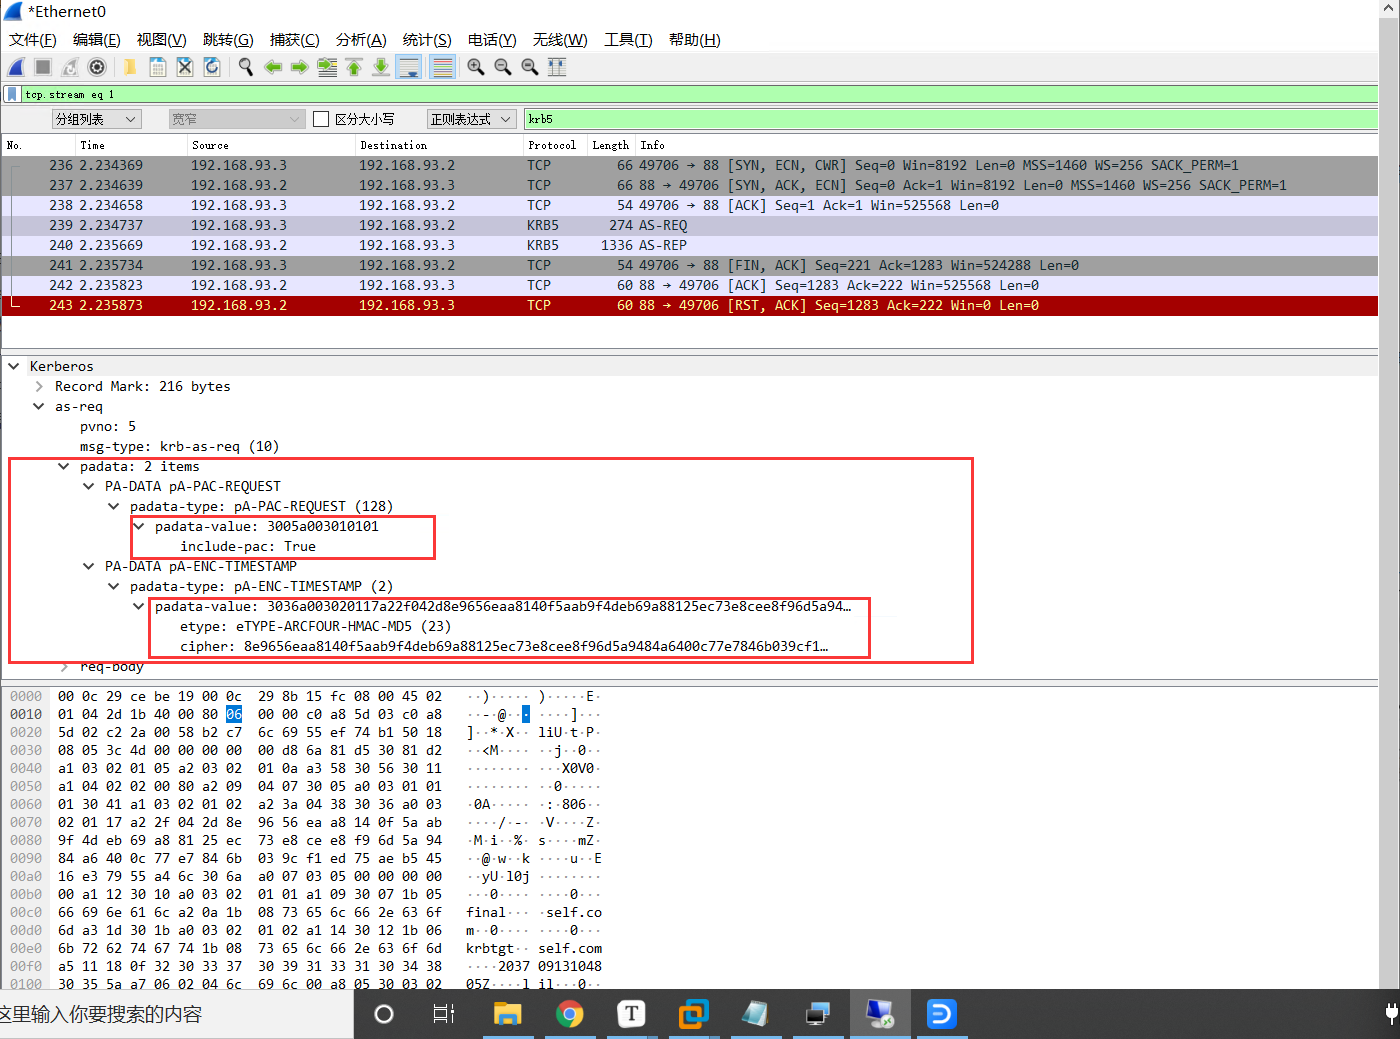 *Ethernet0
文件(F) 编辑(E) 视图(V) 跳转(G) 捕获(C) 分析(A) 统计(S) 电话(Y) 无线(W) 工具(T) 帮助(H)
tcp.stream eq 1
分组列表 宽窄 区分大小写 正则表达式 krb5
No. Time Source Destination Protocol Length Info
236 2.234369 192.168.93.3 192.168.93.2 TCP 66 49706 → 88 [SYN, ECN, CWR] Seq=0 Win=8192 Len=0 MSS=1460 WS=256 SACK_PERM=1
237 2.234639 192.168.93.2 192.168.93.3 TCP 66 88 → 49706 [SYN, ACK, ECN] Seq=0 Ack=1 Win=8192 Len=0 MSS=1460 WS=256 SACK_PERM=1
238 2.234658 192.168.93.3 192.168.93.2 TCP 54 49706 → 88 [ACK] Seq=1 Ack=1 Win=525568 Len=0
239 2.234737 192.168.93.3 192.168.93.2 KRB5 274 AS-REQ
240 2.235669 192.168.93.2 192.168.93.3 KRB5 1336 AS-REP
241 2.235734 192.168.93.3 192.168.93.2 TCP 54 49706 → 88 [FIN, ACK] Seq=221 Ack=1283 Win=524288 Len=0
242 2.235823 192.168.93.2 192.168.93.3 TCP 60 88 → 49706 [ACK] Seq=1283 Ack=222 Win=525568 Len=0
243 2.235873 192.168.93.2 192.168.93.3 TCP 60 88 → 49706 [RST, ACK] Seq=1283 Ack=222 Win=0 Len=0
Kerberos
Record Mark: 216 bytes
as-req
pvno: 5
msg-type: krb-as-req (10)
padata: 2 items
PA-DATA pA-PAC-REQUEST
padata-type: pA-PAC-REQUEST (128)
padata-value: 3005a003010101
include-pac: True
PA-DATA pA-ENC-TIMESTAMP
padata-type: pA-ENC-TIMESTAMP (2)
padata-value: 3036a003020117a22f042d8e9656eaa8140f5aab9f4deb69a88125ec73e8cee8f96d5a94…
etype: eTYPE-ARCFOUR-HMAC-MD5 (23)
cipher: 8e9656eaa8140f5aab9f4deb69a88125ec73e8cee8f96d5a9484a6400c77e7846b039cf1…
req-body
0000 00 0c 29 ce be 19 00 0c 29 8b 15 fc 08 00 45 02 ··)····· )·····E·
0010 01 04 2d 1b 40 00 80 06 00 00 c0 a8 5d 03 c0 a8 ··-·@··· ····]···
0020 5d 02 c2 2a 00 58 b2 c7 6c 69 55 ef 74 b1 50 18 ]··*·X·· liU·t·P·
0030 08 05 3c 4d 00 00 00 00 00 d8 6a 81 d5 30 81 d2 ··<M···· ··j··0··
0040 a1 03 02 01 05 a2 03 02 01 0a a3 58 30 56 30 11 ········ ···X0V0·
0050 a1 04 02 02 00 80 a2 09 04 07 30 05 a0 03 01 01 ········ ··0·····
0060 01 30 41 a1 03 02 01 02 a2 3a 04 38 30 36 a0 03 ·0A····· ·:·806··
0070 02 01 17 a2 2f 04 2d 8e 96 56 ea a8 14 0f 5a ab ····/·-· ·V····Z·
0080 9f 4d eb 69 a8 81 25 ec 73 e8 ce e8 f9 6d 5a 94 ·M·i··%· s····mZ·
0090 84 a6 40 0c 77 e7 84 6b 03 9c f1 ed 75 ae b5 45 ··@·w··k ····u··E
00a0 16 e3 79 55 a4 6c 30 6a a0 07 03 05 00 00 00 00 ··yU·l0j ········
00b0 00 a1 12 30 10 a0 03 02 01 01 a1 09 30 07 1b 05 ···0···· ····0···
00c0 66 69 6e 61 6c a2 0a 1b 08 73 65 6c 66 2e 63 6f final··· ·self.co
00d0 6d a3 1d 30 1b a0 03 02 01 02 a1 14 30 12 1b 06 m··0···· ····0···
00e0 6b 72 62 74 67 74 1b 08 73 65 6c 66 2e 63 6f 6d krbtgt·· self.com
00f0 a5 11 18 0f 32 30 33 37 30 39 31 33 31 30 34 38 ····2037 09131048
0100 30 35 5a a7 06 02 04 6c 69 6c 00 a8 05 30 03 02 05Z····l il···0··
这里输入你要搜索的内容